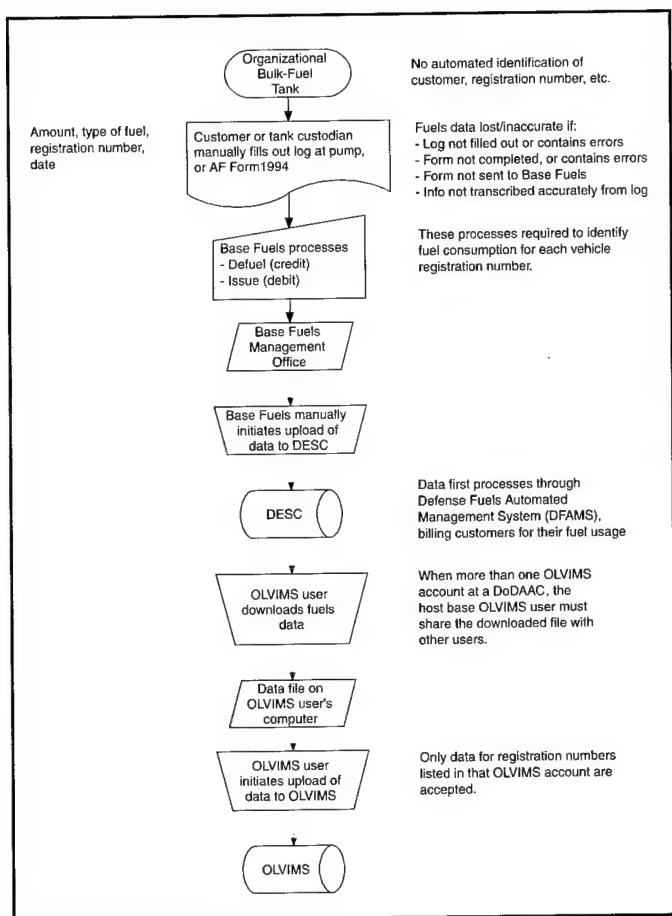 Organizational
Bulk-Fuel
Tank
No automated identification of
customer, registration number, etc.
Amount, type of fuel,
registration number,
date
Customer or tank custodian
manually fills out log at pump,
or AF Form1994
Fuels data lost/inaccurate if:
- Log not filled out or contains errors
- Form not completed, or contains errors
- Form not sent to Base Fuels
- Info not transcribed accurately from log
Base Fuels processes
- Defuel (credit)
- Issue (debit)
These processes required to identify
fuel consumption for each vehicle
registration number.
Base Fuels
Management
Office
Base Fuels manually
initiates upload of
data to DESC
DESC
Data first processes through
Defense Fuels Automated
Management System (DFAMS),
billing customers for their fuel usage
OLVIMS user
downloads fuels
data
When more than one OLVIMS
account at a DoDAAC, the
host base OLVIMS user must
share the downloaded file with
other users.
Data file on
OLVIMS user's
computer
OLVIMS user
initiates upload of
data to OLVIMS
Only data for registration numbers
listed in that OLVIMS account are
accepted.
OLVIMS